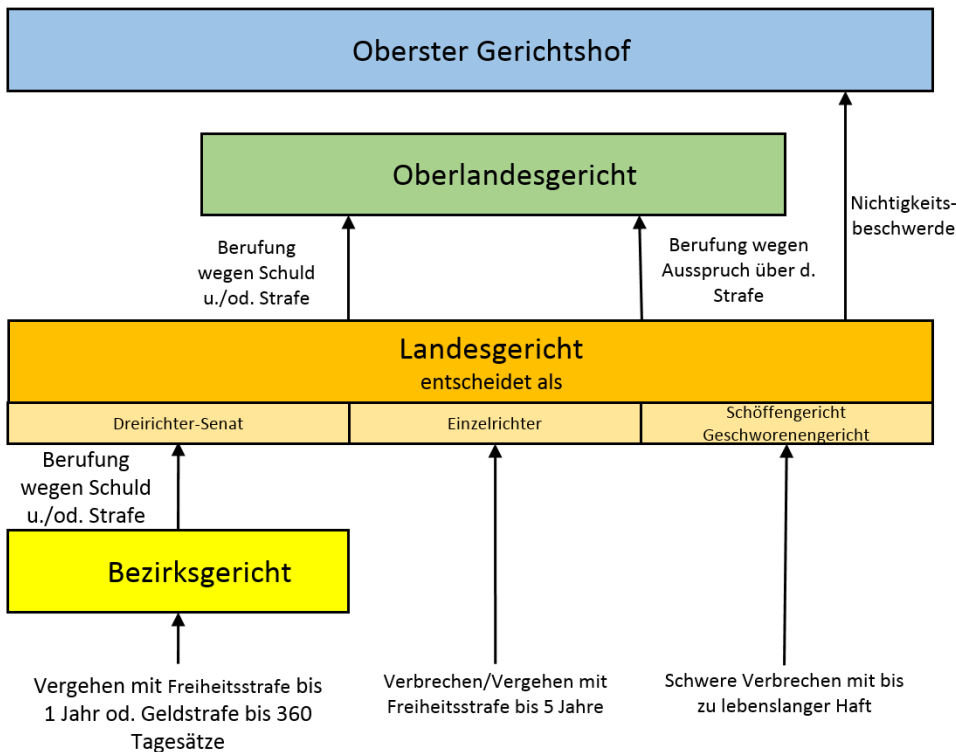 Oberster Gerichtshof
Oberlandesgericht
Nichtigkeits-
beschwerde
Berufung
wegen Schuld
u./od. Strafe
Berufung wegen
Ausspruch über d.
Strafe
Landesgericht
entscheidet als
Dreirichter-Senat
Einzelrichter
Schöffengericht
Geschworenengericht
Berufung
wegen Schuld
u./od. Strafe
Bezirksgericht
Vergehen mit Freiheitsstrafe bis
1 Jahr od. Geldstrafe bis 360
Tagesätze
Verbrechen/Vergehen mit
Freiheitsstrafe bis 5 Jahre
Schwere Verbrechen mit bis
zu lebenslanger Haft